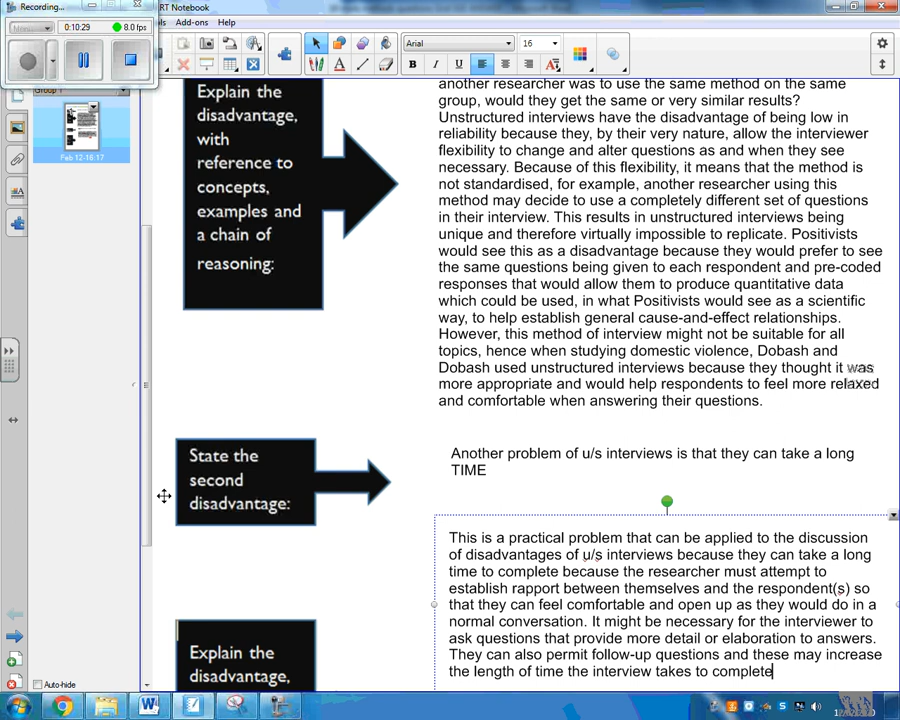 Recording...
RT Notebook
0:10:29
8.0 fps
Add-ons
Help
Arial
16
B
I
U
Group 1
Feb 12-16:17
Explain the
disadvantage,
with
reference to
concepts,
examples and
a chain of
reasoning:
another researcher was to use the same method on the same
group, would they get the same or very similar results?
Unstructured interviews have the disadvantage of being low in
reliability because they, by their very nature, allow the interviewer
flexibility to change and alter questions as and when they see
necessary. Because of this flexibility, it means that the method is
not standardised, for example, another researcher using this
method may decide to use a completely different set of questions
in their interview. This results in unstructured interviews being
unique and therefore virtually impossible to replicate. Positivists
would see this as a disadvantage because they would prefer to see
the same questions being given to each respondent and pre-coded
responses that would allow them to produce quantitative data
which could be used, in what Positivists would see as a scientific
way, to help establish general cause-and-effect relationships.
However, this method of interview might not be suitable for all
topics, hence when studying domestic violence, Dobash and
Dobash used unstructured interviews because they thought it was
more appropriate and would help respondents to feel more relaxed
and comfortable when answering their questions.
State the
second
disadvantage:
Another problem of u/s interviews is that they can take a long
TIME
This is a practical problem that can be applied to the discussion
of disadvantages of u/s interviews because they can take a long
time to complete because the researcher must attempt to
establish rapport between themselves and the respondent(s) so
that they can feel comfortable and open up as they would do in a
normal conversation. It might be necessary for the interviewer to
ask questions that provide more detail or elaboration to answers.
They can also permit follow-up questions and these may increase
the length of time the interview takes to complete
Explain the
disadvantage,
Auto-hide